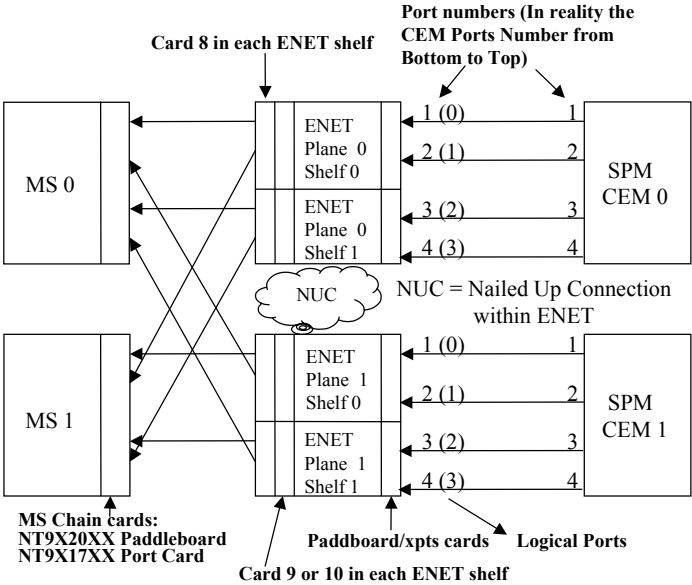 Port numbers (In reality the
CEM Ports Number from
Bottom to Top)
Card 8 in each ENET shelf
MS 0
ENET
Plane 0
Shelf 0
ENET
Plane 0
Shelf 1
1 (0)
2 (1)
3 (2)
4 (3)
1
2
3
4
SPM
CEM 0
NUC
NUC = Nailed Up Connection
within ENET
MS 1
ENET
Plane 1
Shelf 0
ENET
Plane 1
Shelf 1
1 (0)
2 (1)
3 (2)
4 (3)
1
2
3
4
SPM
CEM 1
MS Chain cards:
NT9X20XX Paddleboard
NT9X17XX Port Card
Paddboard/xpts cards
Logical Ports
Card 9 or 10 in each ENET shelf